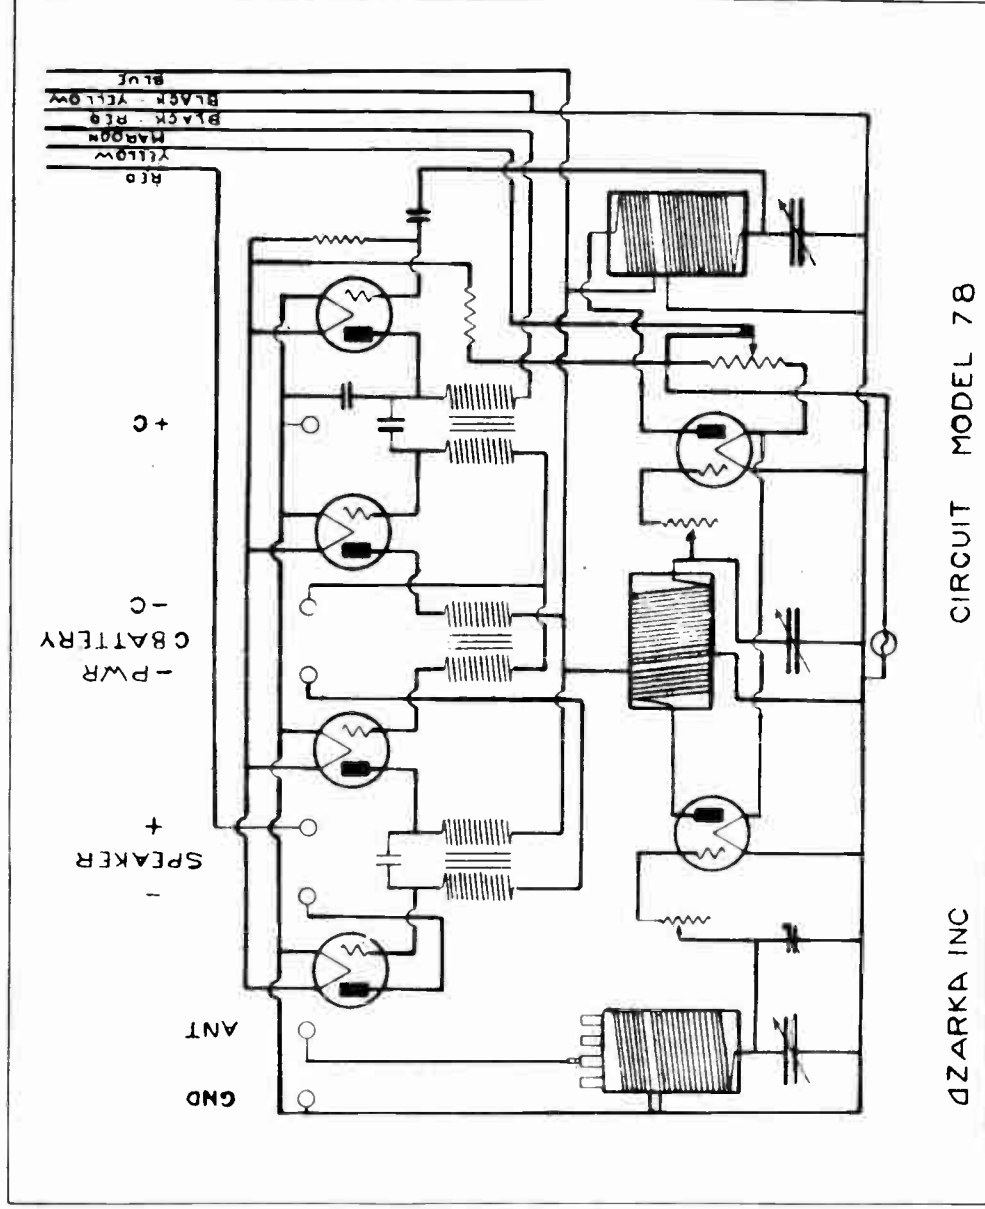 BLUE
BLACK - YELLOW
BLACK - RED
MAROON
YELLOW
RED
+C
-C
C BATTERY
-PWR
+
SPEAKER
-
ANT
GND
OZARKA INC CIRCUIT MODEL 78